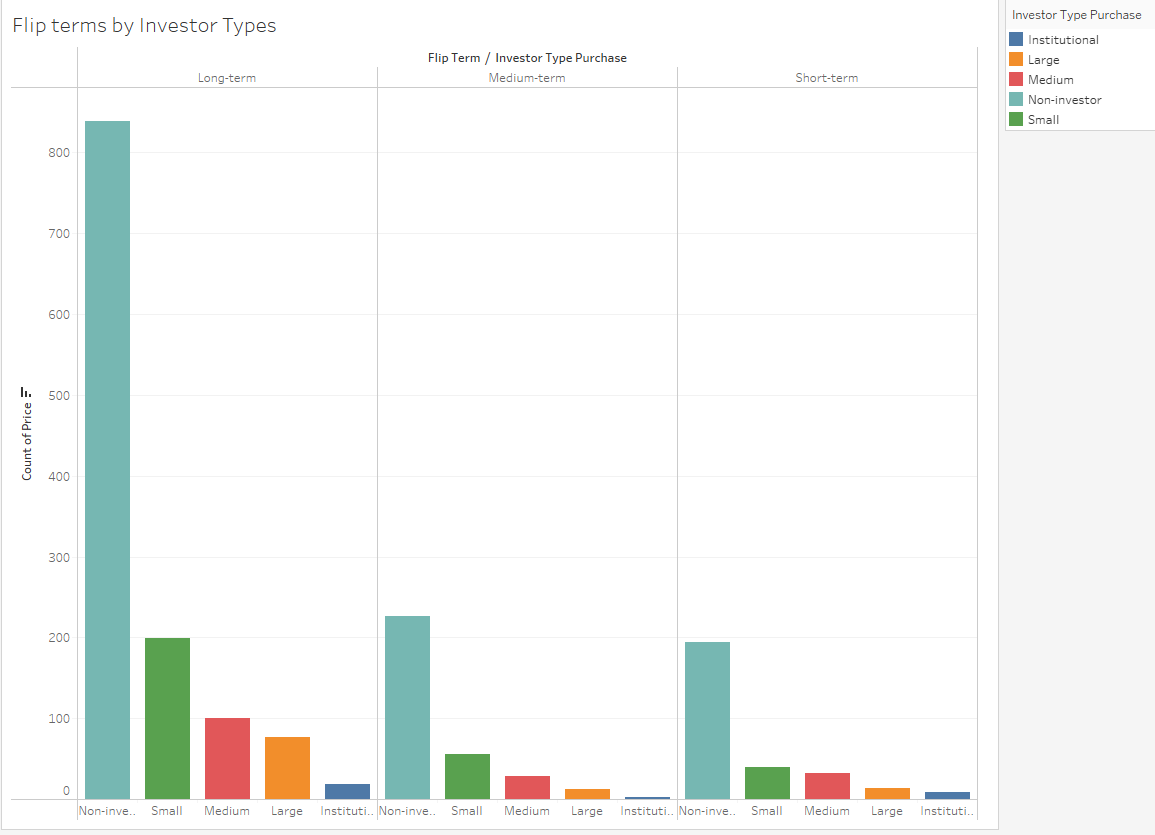 Flip terms by Investor Types
Investor Type Purchase
Institutional
Large
Medium
Non-investor
Small
Flip Term / Investor Type Purchase
Long-term
Medium-term
Short-term
Count of Price
800
700
600
500
400
300
200
100
0
Non-inve..
Small
Medium
Large
Instituti..
Non-inve..
Small
Medium
Large
Instituti..
Non-inve..
Small
Medium
Large
Instituti..